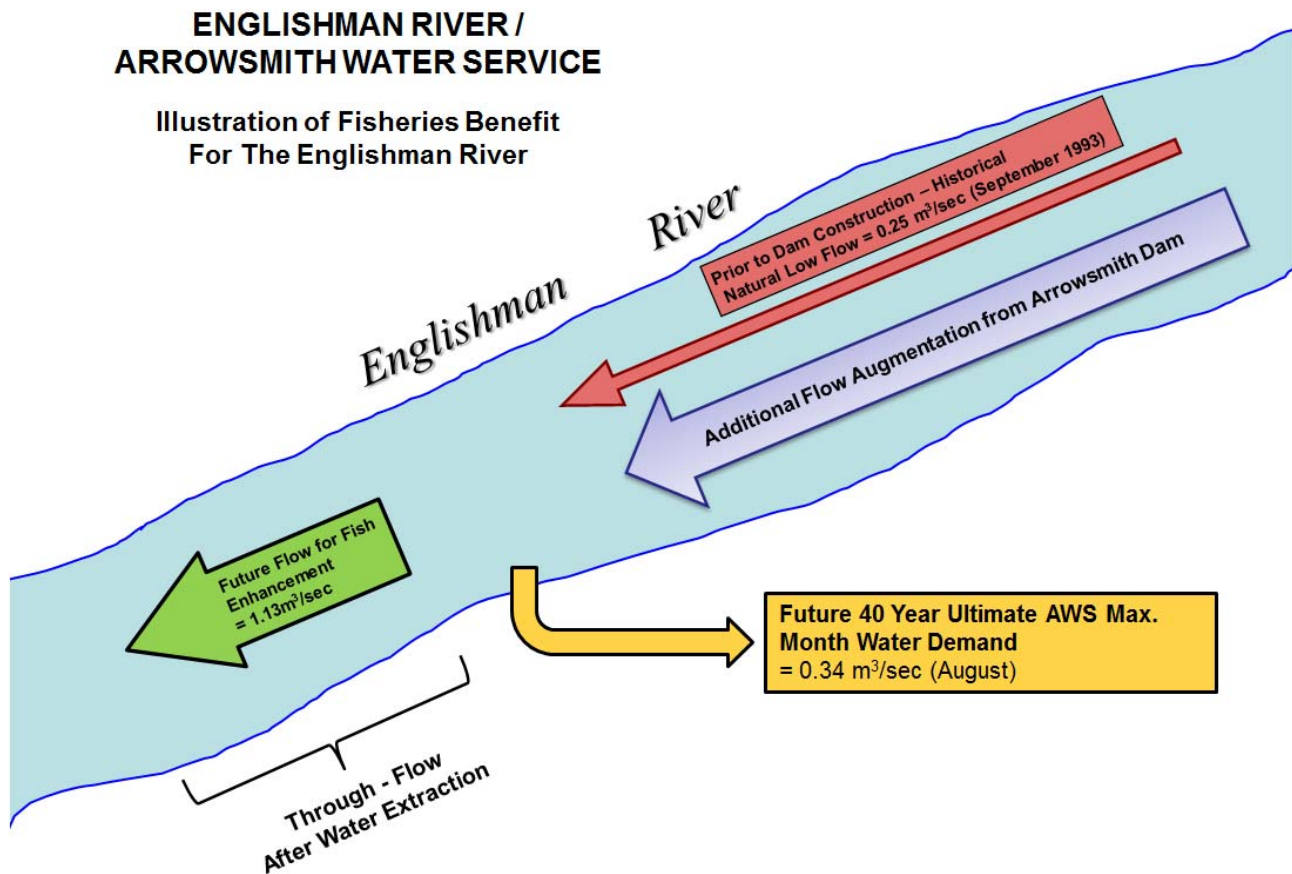 ENGLISHMAN RIVER /
ARROWSMITH WATER SERVICE
Illustration of Fisheries Benefit
For The Englishman River
Englishman River
Prior to Dam Construction – Historical
Natural Low Flow = 0.25 m³/sec (September 1993)
Additional Flow Augmentation from Arrowsmith Dam
Future Flow for Fish
Enhancement
= 1.13m³/sec
Future 40 Year Ultimate AWS Max.
Month Water Demand
= 0.34 m³/sec (August)
Through - Flow
After Water Extraction